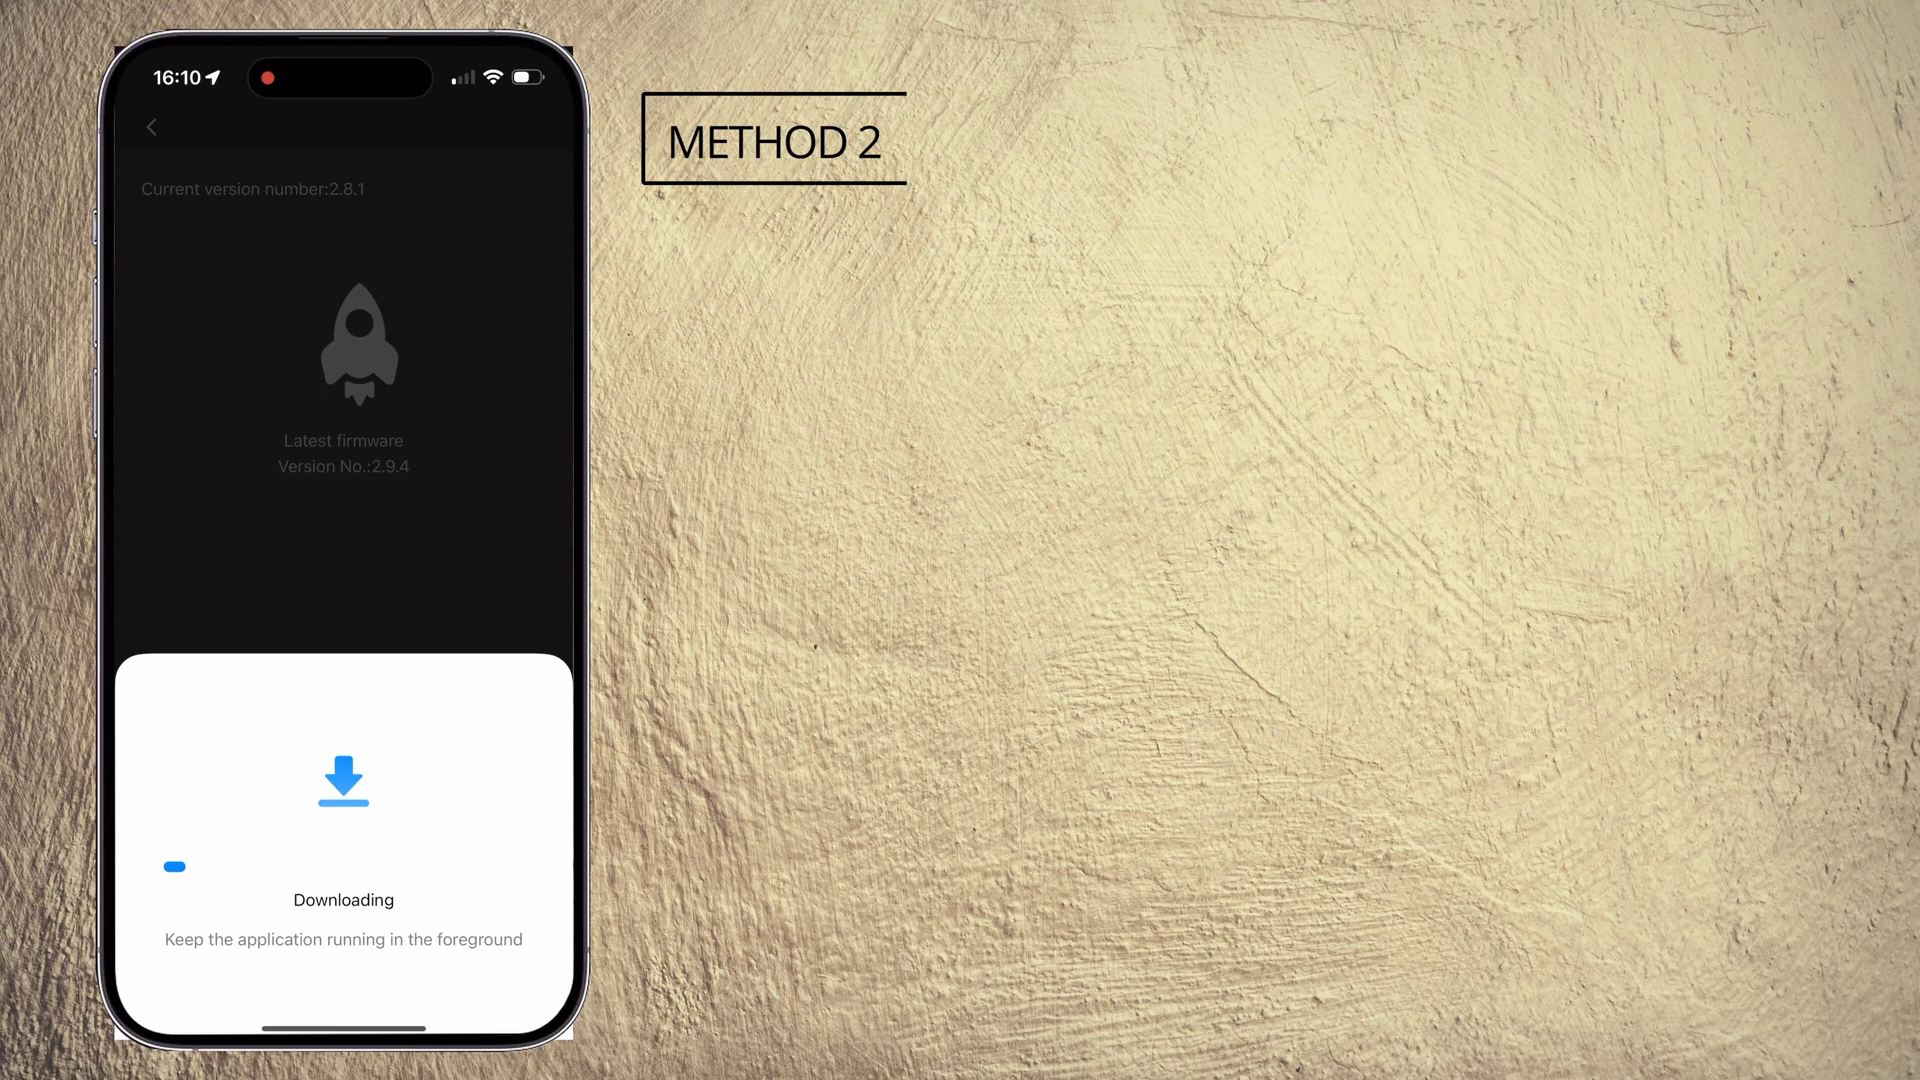 16:10
Current version number:2.8.1
Latest firmware
Version No.:2.9.4
Downloading
Keep the application running in the foreground
METHOD 2